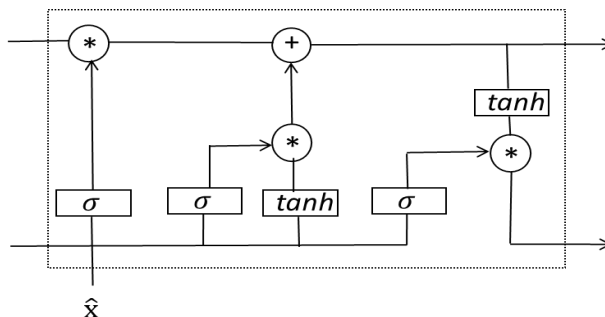 * +
tanh
* *
σ σ tanh σ
x̂